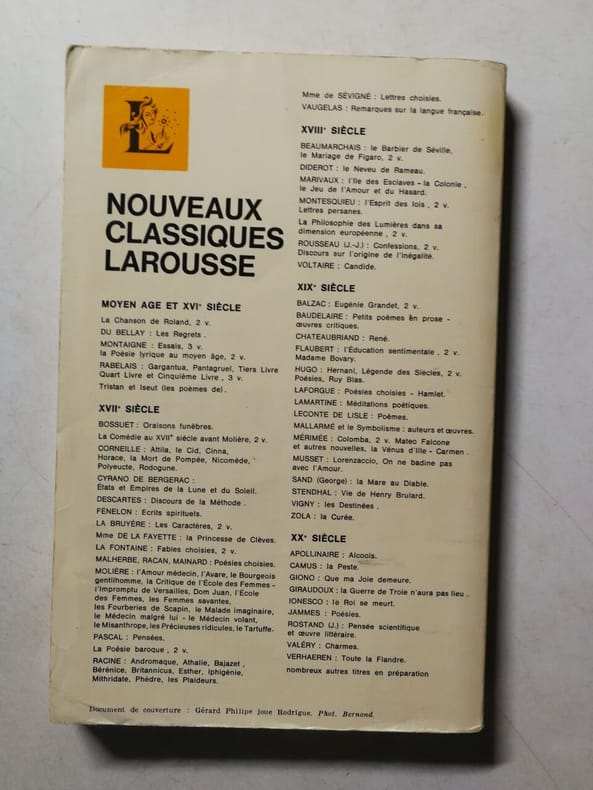 L
NOUVEAUX
CLASSIQUES
LAROUSSE
MOYEN AGE ET XVIᵉ SIÈCLE
La Chanson de Roland, 2 v.
DU BELLAY : Les Regrets.
MONTAIGNE : Essais, 3 v.
la Poésie lyrique au moyen âge, 2 v.
RABELAIS : Gargantua, Pantagruel, Tiers Livre
Quart Livre et Cinquième Livre, 3 v.
Tristan et Iseut (les poèmes de).
XVIIᵉ SIÈCLE
BOSSUET : Oraisons funèbres.
La Comédie au XVIIᵉ siècle avant Molière, 2 v.
CORNEILLE : Attila, le Cid, Cinna,
Horace, la Mort de Pompée, Nicomède,
Polyeucte, Rodogune.
CYRANO DE BERGERAC :
États et Empires de la Lune et du Soleil.
DESCARTES : Discours de la Méthode.
FÉNELON : Ecrits spirituels.
LA BRUYÈRE : Les Caractères, 2 v.
Mme DE LA FAYETTE : la Princesse de Clèves.
LA FONTAINE : Fables choisies, 2 v.
MALHERBE, RACAN, MAINARD : Poésies choisies.
MOLIÈRE : l'Amour médecin, l'Avare, le Bourgeois
gentilhomme, la Critique de l'École des Femmes -
l'Impromptu de Versailles, Dom Juan, l'École
des Femmes, les Femmes savantes,
les Fourberies de Scapin, le Malade imaginaire,
le Médecin malgré lui - le Médecin volant,
le Misanthrope, les Précieuses ridicules, le Tartuffe.
PASCAL : Pensées.
La Poésie baroque, 2 v.
RACINE : Andromaque, Athalie, Bajazet,
Bérénice, Britannicus, Esther, Iphigénie,
Mithridate, Phèdre, les Plaideurs.
Mme de SÉVIGNÉ : Lettres choisies.
VAUGELAS : Remarques sur la langue française.
XVIIIᵉ SIÈCLE
BEAUMARCHAIS : le Barbier de Séville,
le Mariage de Figaro, 2 v.
DIDEROT : le Neveu de Rameau.
MARIVAUX : l'Ile des Esclaves - la Colonie,
le Jeu de l'Amour et du Hasard.
MONTESQUIEU : l'Esprit des lois, 2 v.
Lettres persanes.
La Philosophie des Lumières dans sa
dimension européenne, 2 v.
ROUSSEAU (J.-J.) : Confessions, 2 v.
Discours sur l'origine de l'Inégalité.
VOLTAIRE : Candide.
XIXᵉ SIÈCLE
BALZAC : Eugénie Grandet, 2 v.
BAUDELAIRE : Petits poèmes en prose -
œuvres critiques.
CHATEAUBRIAND : René.
FLAUBERT : l'Éducation sentimentale, 2 v.
Madame Bovary.
HUGO : Hernani, Légende des Siècles, 2 v.
Poésies, Ruy Blas.
LAFORGUE : Poésies choisies - Hamlet.
LAMARTINE : Méditations poétiques.
LECONTE DE LISLE : Poèmes.
MALLARMÉ et le Symbolisme : auteurs et œuvres.
MÉRIMÉE : Colomba, 2 v. Mateo Falcone
et autres nouvelles, la Vénus d'Ille - Carmen.
MUSSET : Lorenzaccio, On ne badine pas
avec l'Amour.
SAND (George) : la Mare au Diable.
STENDHAL : Vie de Henry Brulard.
VIGNY : les Destinées.
ZOLA : la Curée.
XXᵉ SIÈCLE
APOLLINAIRE : Alcools.
CAMUS : la Peste.
GIONO : Que ma Joie demeure.
GIRAUDOUX : la Guerre de Troie n'aura pas lieu.
IONESCO : le Roi se meurt.
JAMMES : Poésies.
ROSTAND (J.) : Pensée scientifique
et œuvre littéraire.
VALÉRY : Charmes.
VERHAEREN : Toute la Flandre.
nombreux autres titres en préparation
Document de couverture : Gérard Philipe joue Rodrigue. Phot. Bernand.